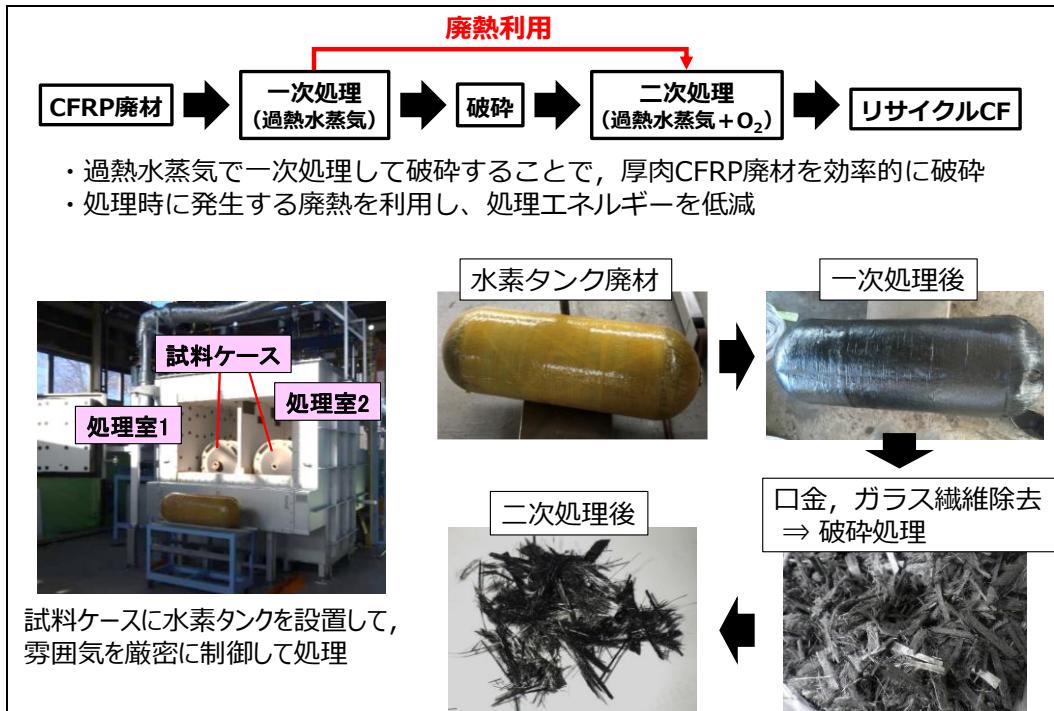 廃熱利用
CFRP廃材
一次処理
(過熱水蒸気)
破砕
二次処理
(過熱水蒸気+O₂)
リサイクルCF
・過熱水蒸気で一次処理して破砕することで，厚肉CFRP廃材を効率的に破砕
・処理時に発生する廃熱を利用し、処理エネルギーを低減
試料ケース
処理室1
処理室2
試料ケースに水素タンクを設置して，
雰囲気を厳密に制御して処理
水素タンク廃材
一次処理後
口金，ガラス繊維除去
⇒ 破砕処理
二次処理後